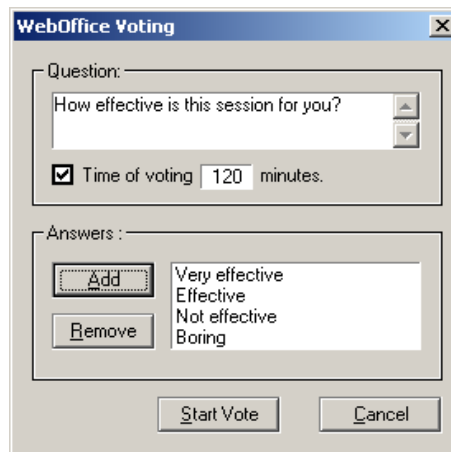 WebOffice Voting
Question:
How effective is this session for you?
Time of voting 120 minutes.
Answers :
Add
Remove
Very effective
Effective
Not effective
Boring
Start Vote
Cancel